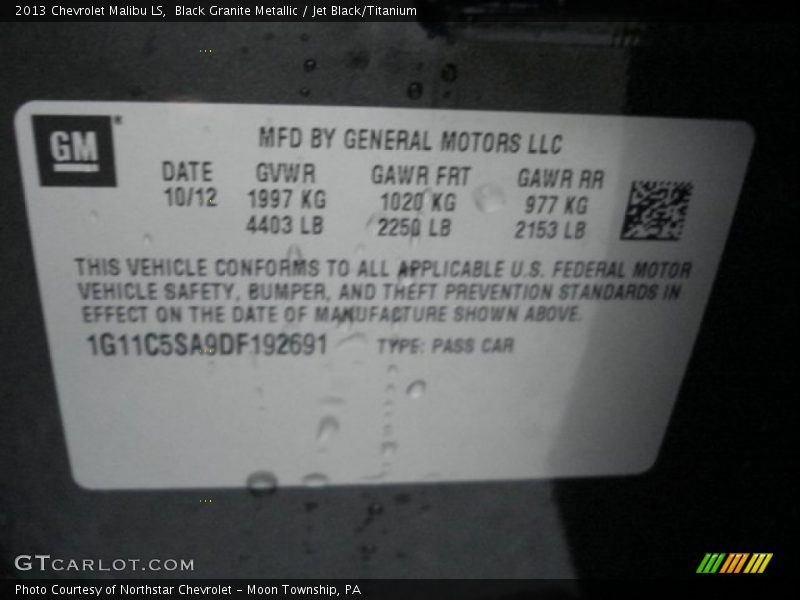 2013 Chevrolet Malibu LS, Black Granite Metallic / Jet Black/Titanium
GM
MFD BY GENERAL MOTORS LLC
DATE GVWR GAWR FRT GAWR RR
10/12 1997 KG 1020 KG 977 KG
4403 LB 2250 LB 2153 LB
THIS VEHICLE CONFORMS TO ALL APPLICABLE U.S. FEDERAL MOTOR
VEHICLE SAFETY, BUMPER, AND THEFT PREVENTION STANDARDS IN
EFFECT ON THE DATE OF MANUFACTURE SHOWN ABOVE.
1G11C5SA9DF192691 TYPE: PASS CAR
GTCARLOT.COM
Photo Courtesy of Northstar Chevrolet - Moon Township, PA